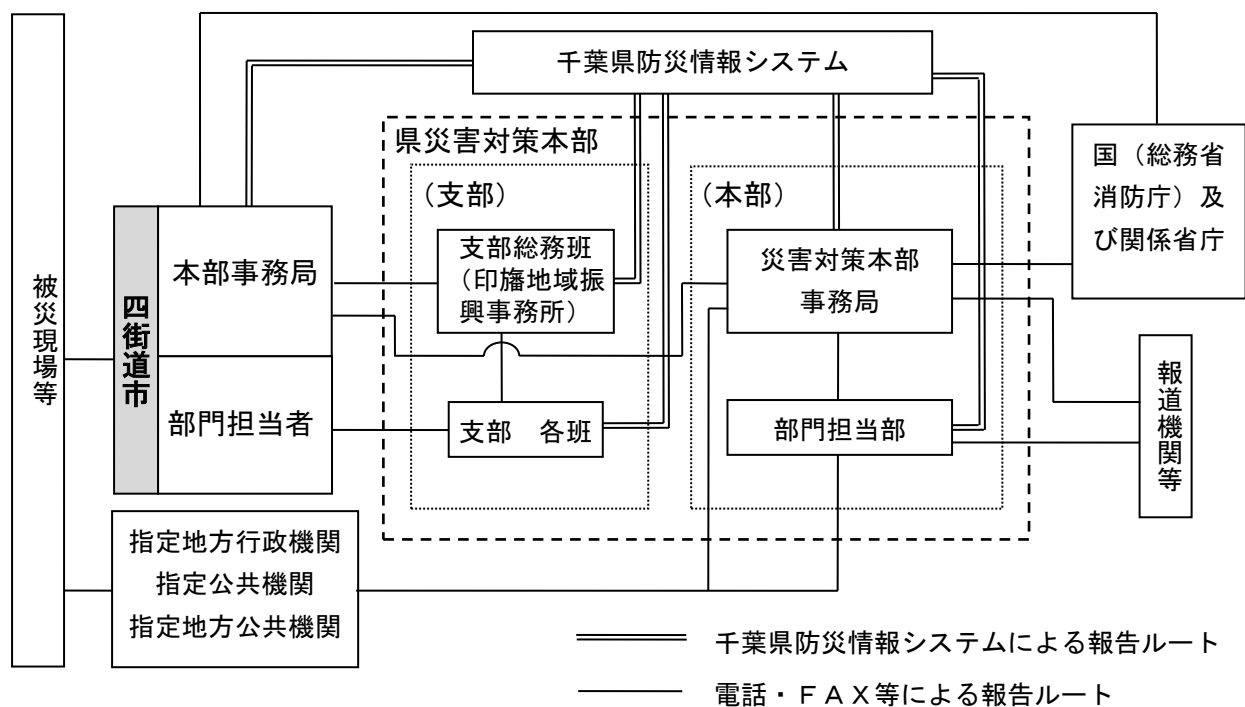 千葉県防災情報システム
県災害対策本部
（支部）
（本部）
国（総務省
消防庁）及
び関係省庁
被災現場等
四街道市
本部事務局
支部総務班
（印旛地域振
興事務所）
災害対策本部
事務局
部門担当者
支部　各班
部門担当部
報道機関等
指定地方行政機関
指定公共機関
指定地方公共機関
千葉県防災情報システムによる報告ルート
電話・ＦＡＸ等による報告ルート